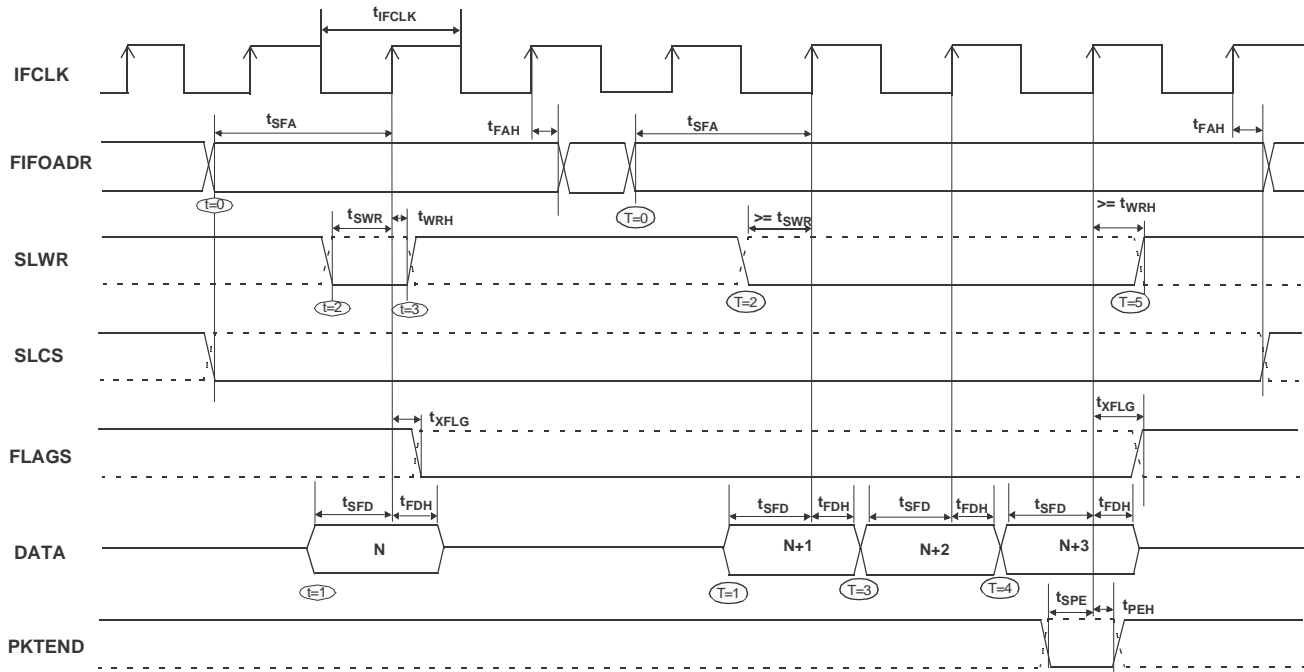 tIFCLK
IFCLK
tSFA
tFAH
tSFA
tFAH
FIFOADR
t=0
T=0
tSWR
tWRH
>= tSWR
>= tWRH
SLWR
t=2
t=3
T=2
T=5
SLCS
tXFLG
tXFLG
FLAGS
tSFD
tFDH
tSFD
tFDH
tSFD
tFDH
tSFD
tFDH
DATA
N
N+1
N+2
N+3
t=1
T=1
T=3
T=4
tSPE
tPEH
PKTEND